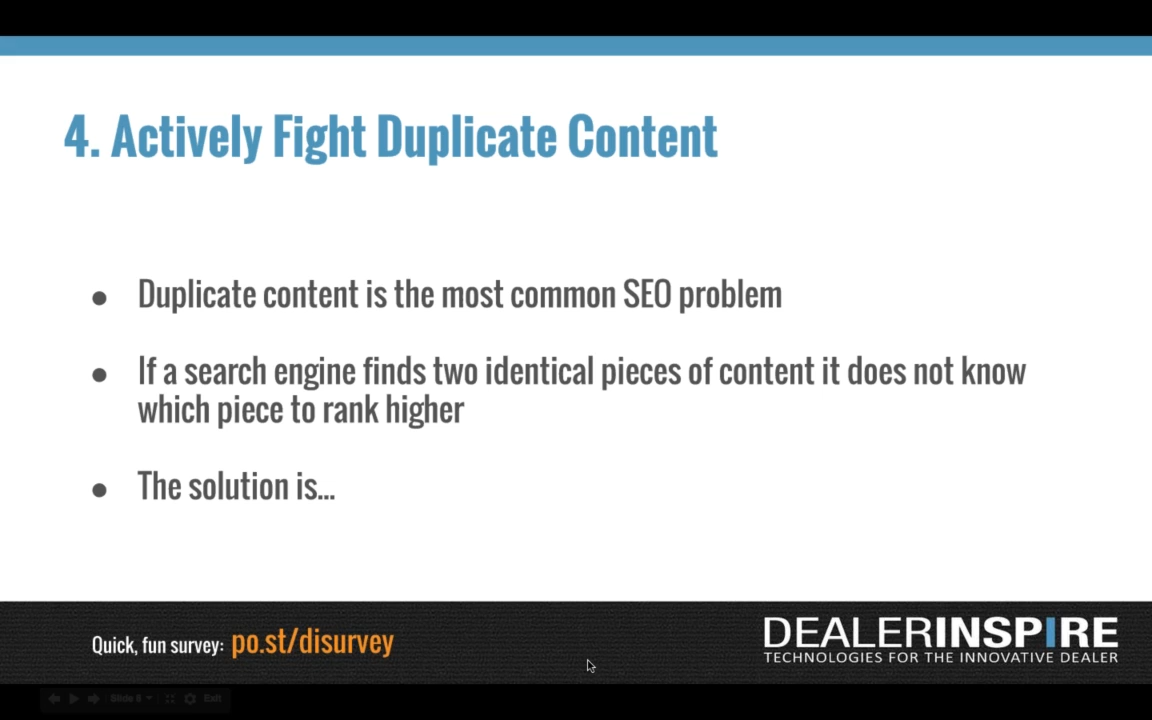 4. Actively Fight Duplicate Content
● Duplicate content is the most common SEO problem
● If a search engine finds two identical pieces of content it does not know
which piece to rank higher
● The solution is...
Quick, fun survey: po.st/disurvey
DEALERINSPIRE
TECHNOLOGIES FOR THE INNOVATIVE DEALER
Exit